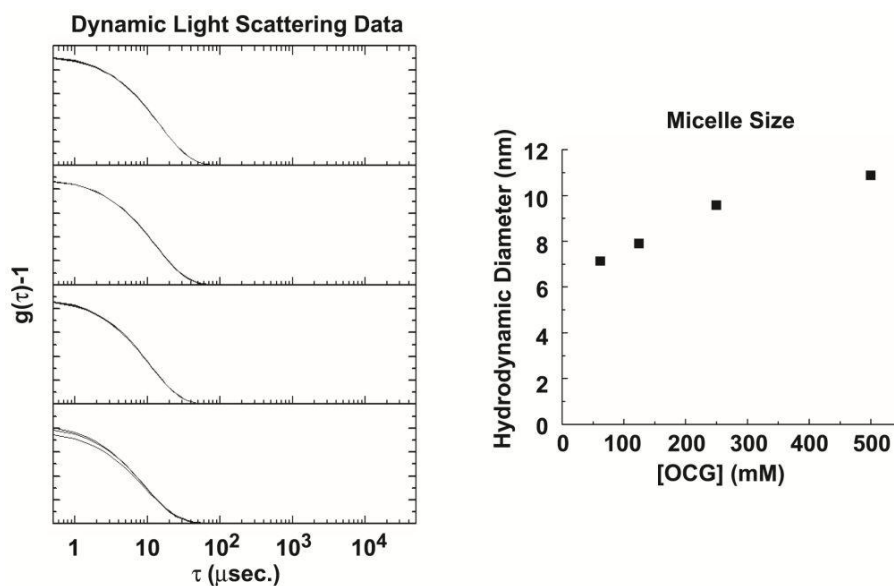 Dynamic Light Scattering Data
g(τ)-1
1 10 10² 10³ 10⁴
τ (μsec.)
Micelle Size
Hydrodynamic Diameter (nm)
12
10
8
6
4
2
0
0 100 200 300 400 500
[OCG] (mM)